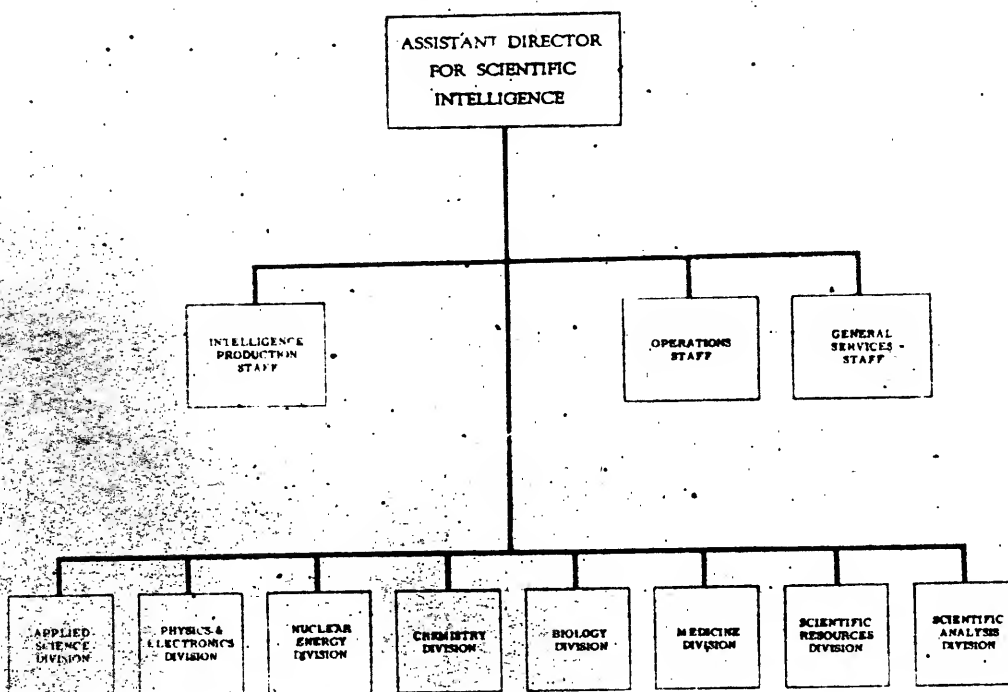 ASSISTANT DIRECTOR
FOR SCIENTIFIC
INTELLIGENCE
INTELLIGENCE
PRODUCTION
STAFF
OPERATIONS
STAFF
GENERAL
SERVICES
STAFF
APPLIED
SCIENCE
DIVISION
PHYSICS &
ELECTRONICS
DIVISION
NUCLEAR
ENERGY
DIVISION
CHEMISTRY
DIVISION
BIOLOGY
DIVISION
MEDICINE
DIVISION
SCIENTIFIC
RESOURCES
DIVISION
SCIENTIFIC
ANALYSIS
DIVISION